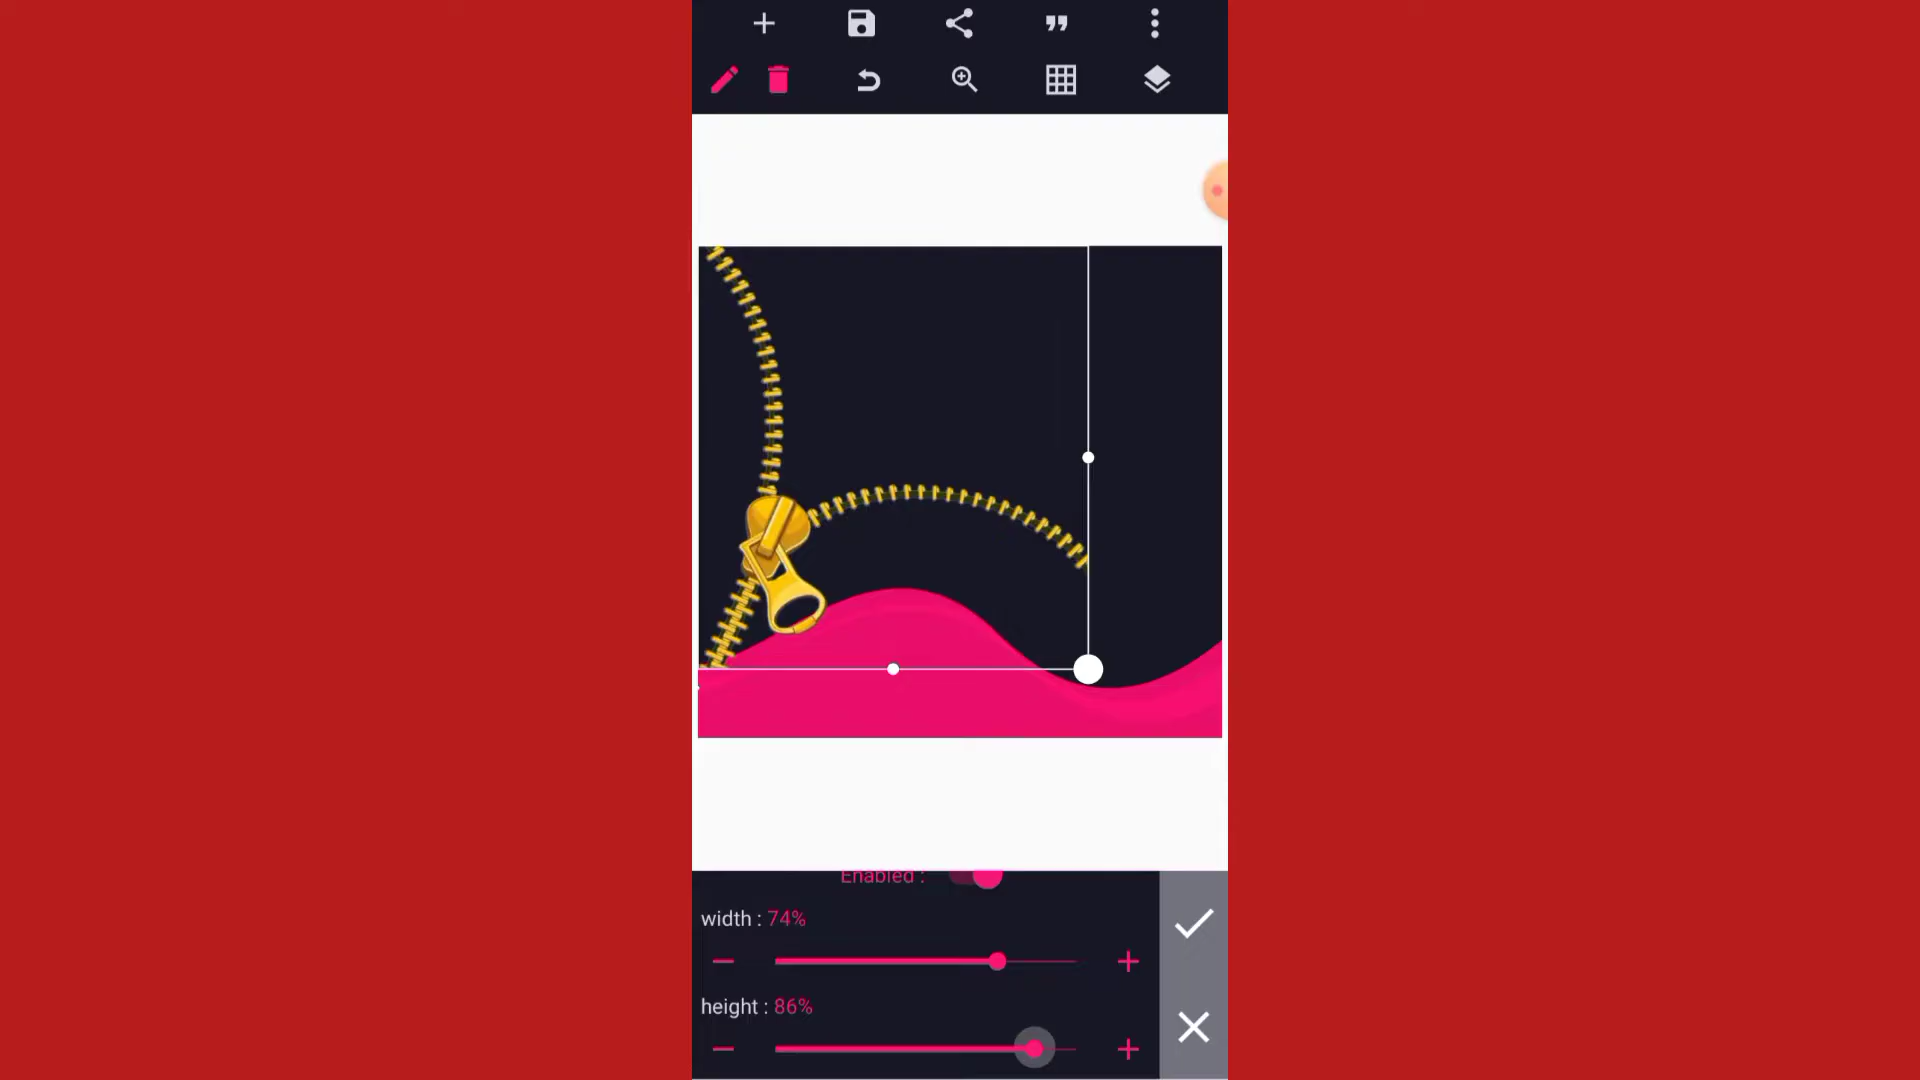 Enabled :
width : 74%
height : 86%